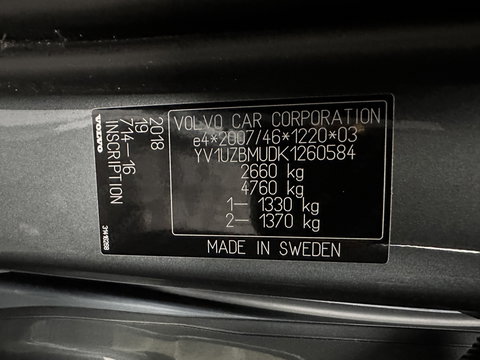 VOLVO CAR CORPORATION
e4*2007/46*1220*03
YV1UZBMUDK1260584
2660 kg
4760 kg
1– 1330 kg
2– 1370 kg
MADE IN SWEDEN
2018
19
714–16
INSCRIPTION
VOLVO